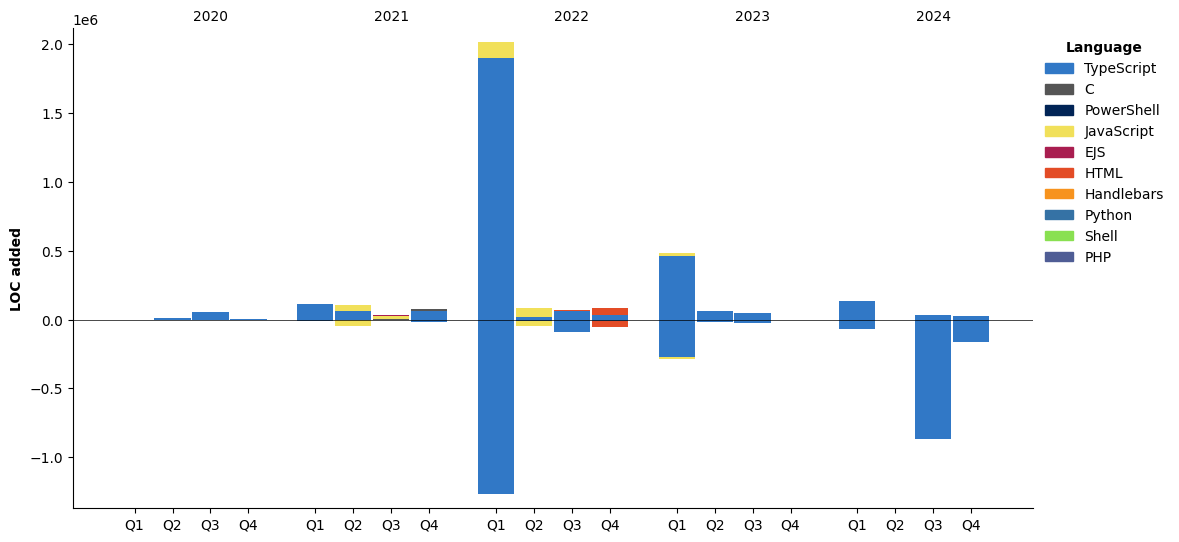 1e6
2020 2021 2022 2023 2024
2.0
1.5
1.0
0.5
0.0
−0.5
−1.0
LOC added
Q1 Q2 Q3 Q4 Q1 Q2 Q3 Q4 Q1 Q2 Q3 Q4 Q1 Q2 Q3 Q4 Q1 Q2 Q3 Q4
Language
TypeScript
C
PowerShell
JavaScript
EJS
HTML
Handlebars
Python
Shell
PHP